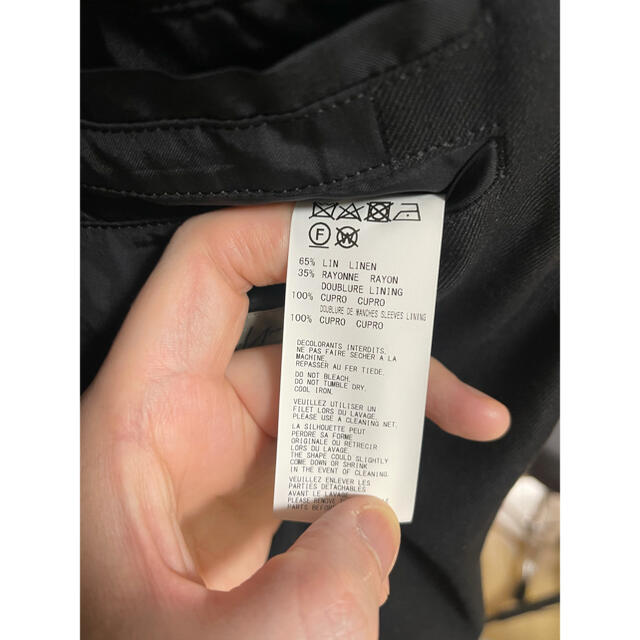 F W
65% LIN LINEN
35% RAYONNE RAYON
DOUBLURE LINING
100% CUPRO CUPRO
DOUBLURE DE MANCHES SLEEVES LINING
100% CUPRO CUPRO
DECOLORANTS INTERDITS.
NE PAS FAIRE SECHER A LA
MACHINE.
REPASSER AU FER TIEDE.
DO NOT BLEACH.
DO NOT TUMBLE DRY.
COOL IRON.
VEUILLEZ UTILISER UN
FILET LORS DU LAVAGE.
PLEASE USE A CLEANING NET.
LA SILHOUETTE PEUT
PERDRE SA FORME
ORIGINALE OU RETRECIR
LORS DU LAVAGE.
THE SHAPE COULD SLIGHTLY
COME DOWN OR SHRINK
IN THE EVENT OF CLEANING.
VEUILLEZ ENLEVER LES
PARTIES DETACHABLES
AVANT LE LAVAGE
PLEASE REMOVE
PARTS